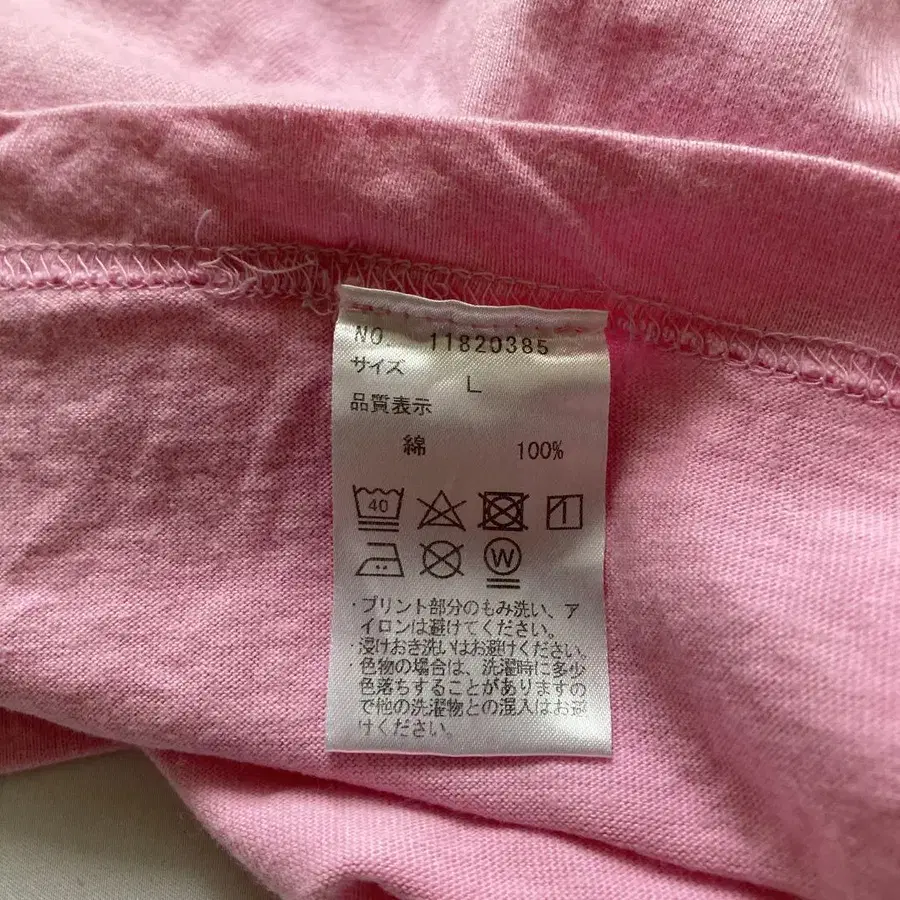 NO. 11820385
サイズ
L
品質表示
綿 100%
40
W
・プリント部分のもみ洗い、ア
イロンは避けてください。
・浸けおき洗いはお避けください。
・色物の場合は、洗濯時に多少
色落ちすることがありますの
で他の洗濯物との混入はお避
けください。